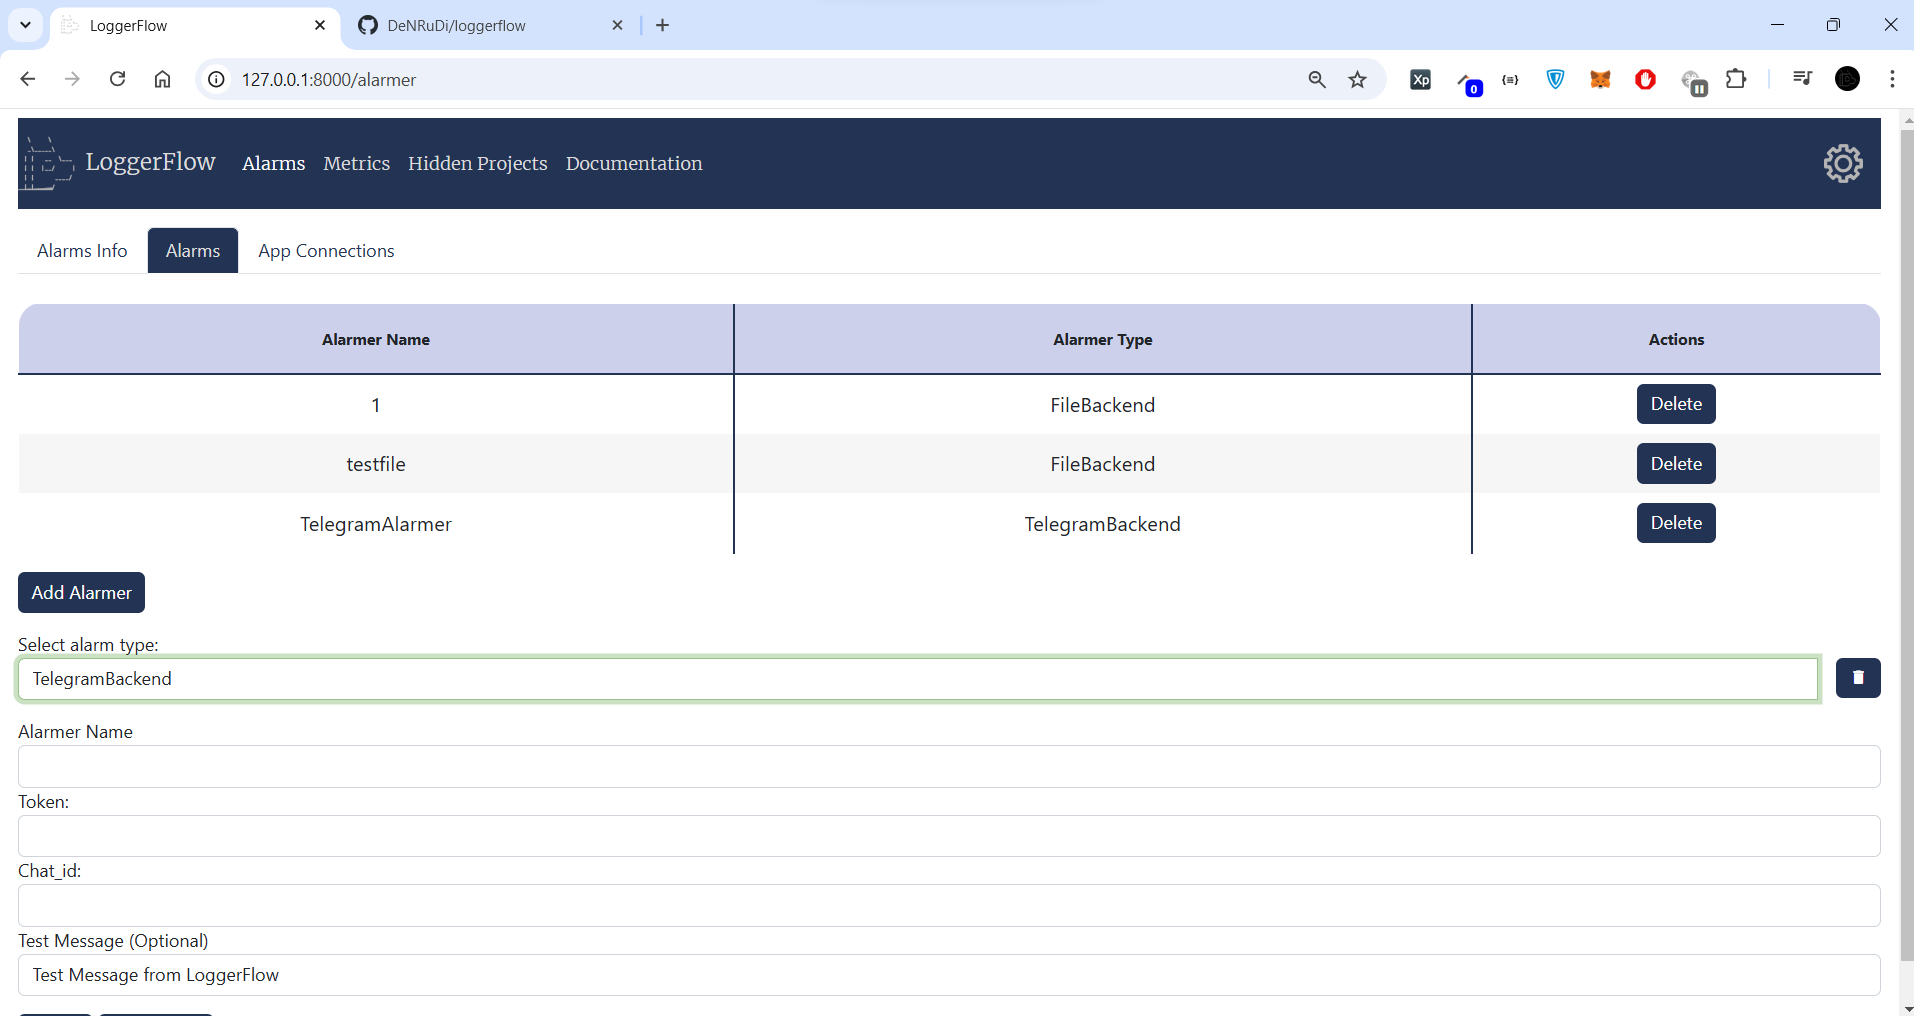 LoggerFlow
DeNRuDi/loggerflow
127.0.0.1:8000/alarmer
Xp
0
LoggerFlow
Alarms
Metrics
Hidden Projects
Documentation
Alarms Info
Alarms
App Connections
Alarmer Name
Alarmer Type
Actions
1
FileBackend
Delete
testfile
FileBackend
Delete
TelegramAlarmer
TelegramBackend
Delete
Add Alarmer
Select alarm type:
TelegramBackend
Alarmer Name
Token:
Chat_id:
Test Message (Optional)
Test Message from LoggerFlow